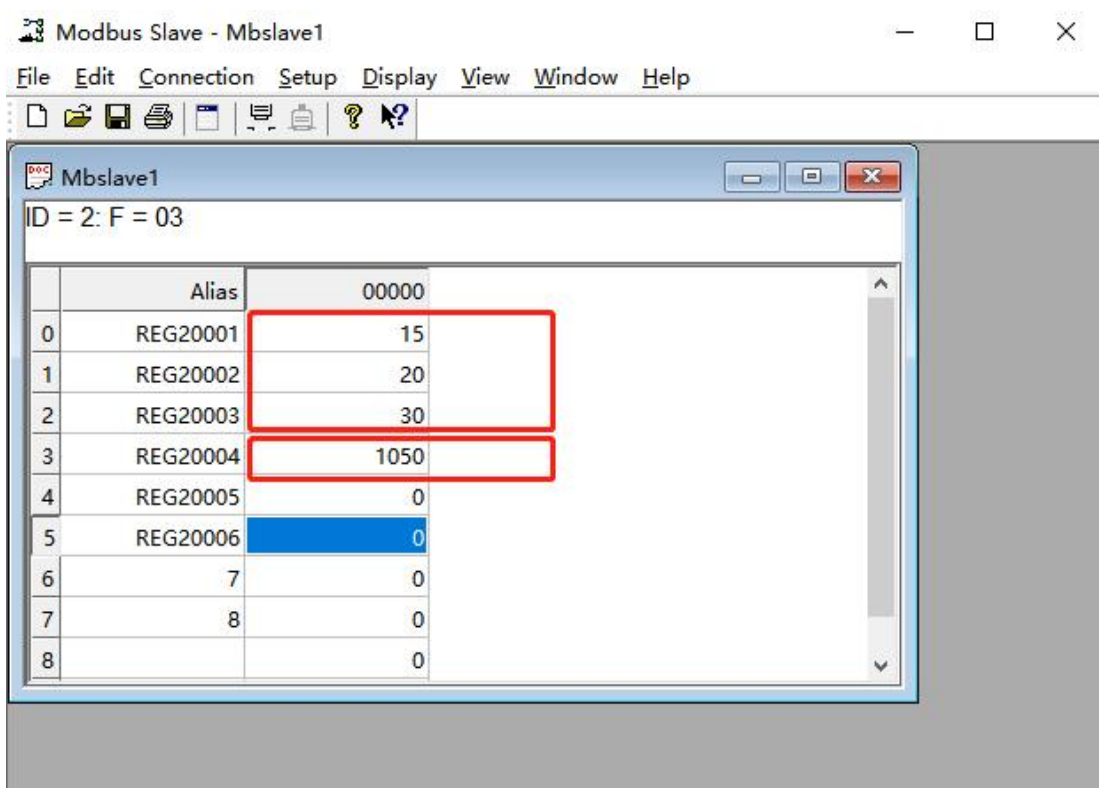 Modbus Slave - Mbslave1
File Edit Connection Setup Display View Window Help
Mbslave1
ID = 2: F = 03
Alias 00000
0 REG20001 15
1 REG20002 20
2 REG20003 30
3 REG20004 1050
4 REG20005 0
5 REG20006 0
6 7 0
7 8 0
8 0